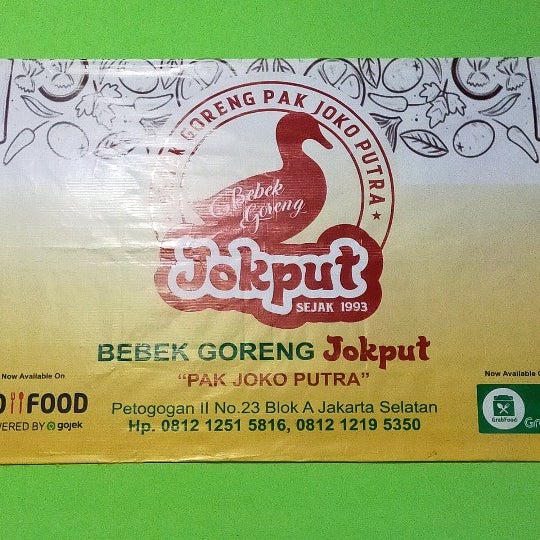 GORENG PAK JOKO PUTRA ★
Bebek
Goreng
Jokput
SEJAK 1993
BEBEK GORENG Jokput
"PAK JOKO PUTRA"
Petogogan II No.23 Blok A Jakarta Selatan
Hp. 0812 1251 5816, 0812 1219 5350
Now Available On
FOOD
BY gojek
Now Available
GrabFood